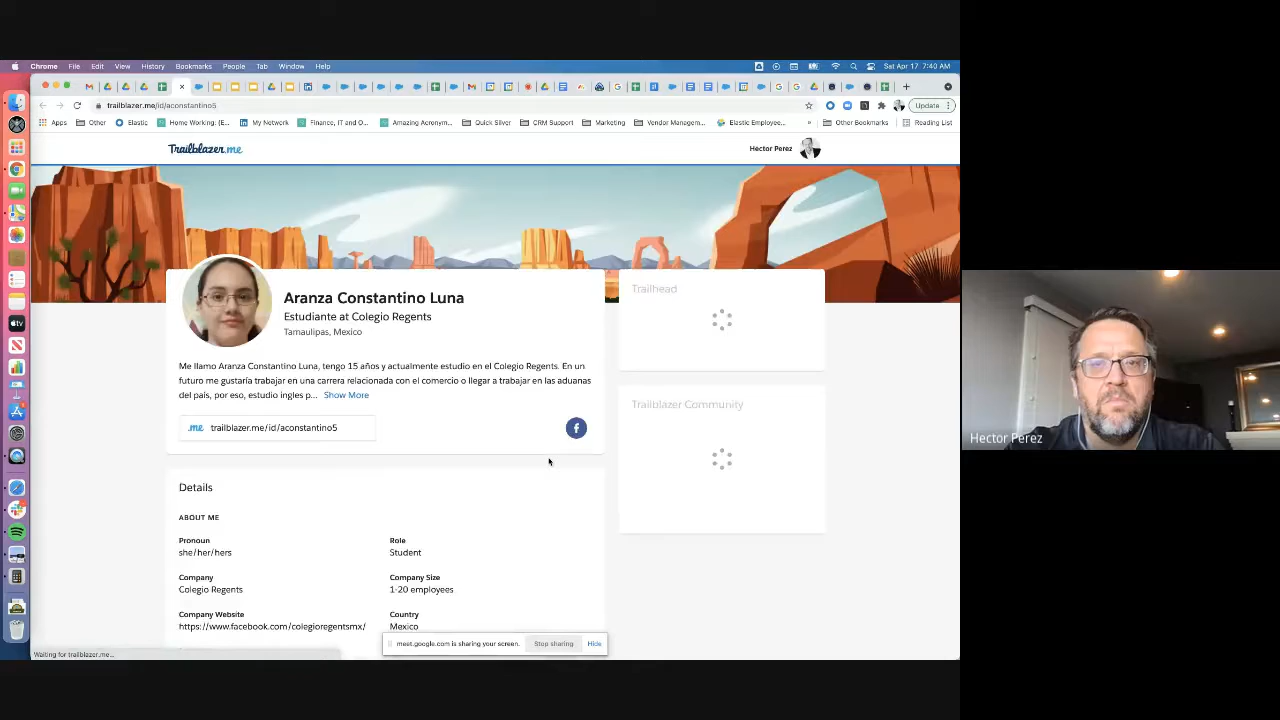 Chrome File Edit View History Bookmarks People Tab Window Help
Sat Apr 17 7:40 AM
trailblazer.me/id/aconstantino5
Update
Apps Other Elastic Home Working: (E... My Network Finance, IT and O... Amazing Acronym... Quick Silver CRM Support Marketing Vendor Managem... Elastic Employee... » Other Bookmarks Reading List
Trailblazer.me
Hector Perez
Aranza Constantino Luna
Estudiante at Colegio Regents
Tamaulipas, Mexico
Me llamo Aranza Constantino Luna, tengo 15 años y actualmente estudio en el Colegio Regents. En un
futuro me gustaría trabajar en una carrera relacionada con el comercio o llegar a trabajar en las aduanas
del país, por eso, estudio ingles p... Show More
.me trailblazer.me/id/aconstantino5
Trailhead
Trailblazer Community
Details
ABOUT ME
Pronoun
she/her/hers
Role
Student
Company
Colegio Regents
Company Size
1-20 employees
Company Website
https://www.facebook.com/colegioregentsmx/
Country
Mexico
meet.google.com is sharing your screen. Stop sharing Hide
Waiting for trailblazer.me...
Hector Perez